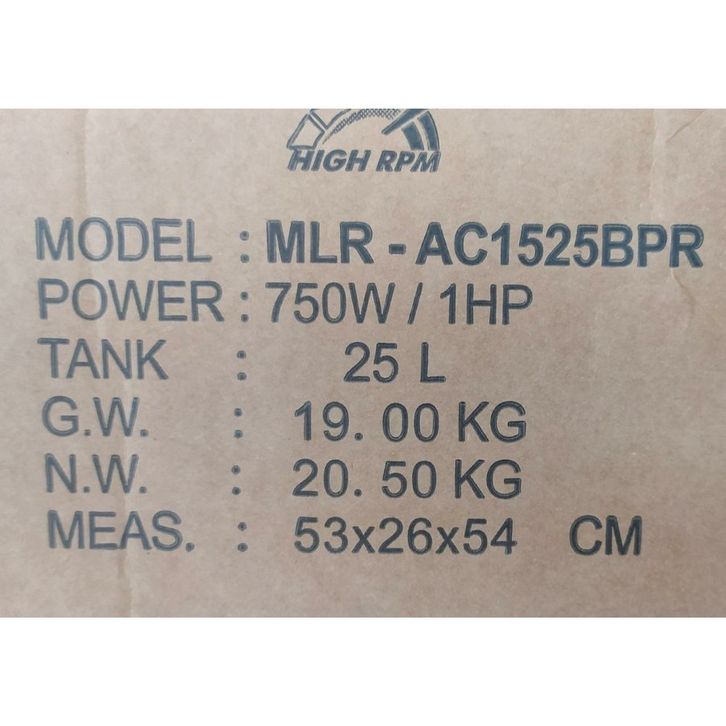 HIGH RPM
MODEL : MLR - AC1525BPR
POWER : 750W / 1HP
TANK : 25 L
G.W. : 19. 00 KG
N.W. : 20. 50 KG
MEAS. : 53x26x54 CM